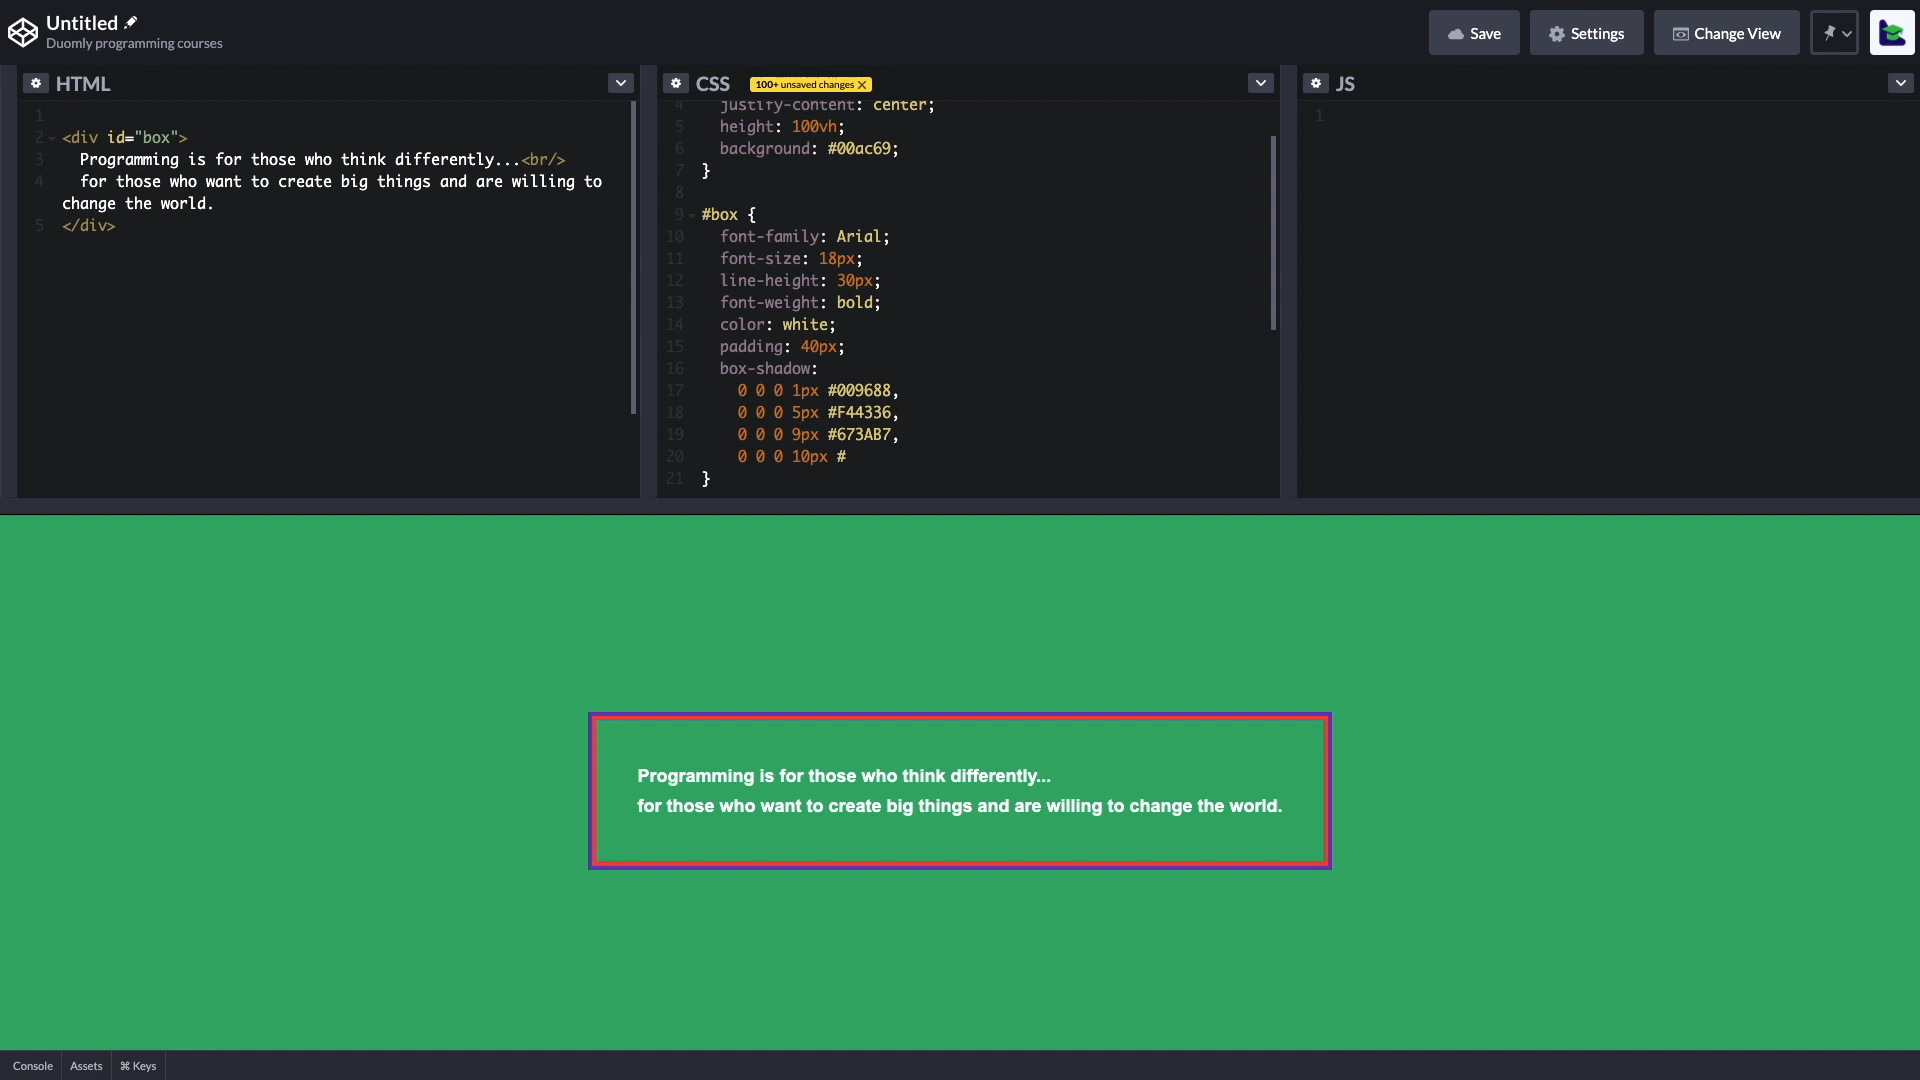 Untitled
Duomly programming courses
Save
Settings
Change View
HTML
1
2 <div id="box">
3 Programming is for those who think differently...<br/>
4 for those who want to create big things and are willing to
change the world.
5 </div>
CSS
100+ unsaved changes X
4 justify-content: center;
5 height: 100vh;
6 background: #00ac69;
7 }
8
9 #box {
10 font-family: Arial;
11 font-size: 18px;
12 line-height: 30px;
13 font-weight: bold;
14 color: white;
15 padding: 40px;
16 box-shadow:
17 0 0 0 1px #009688,
18 0 0 0 5px #F44336,
19 0 0 0 9px #673AB7,
20 0 0 0 10px #
21 }
JS
1
Programming is for those who think differently...
for those who want to create big things and are willing to change the world.
Console
Assets
⌘ Keys